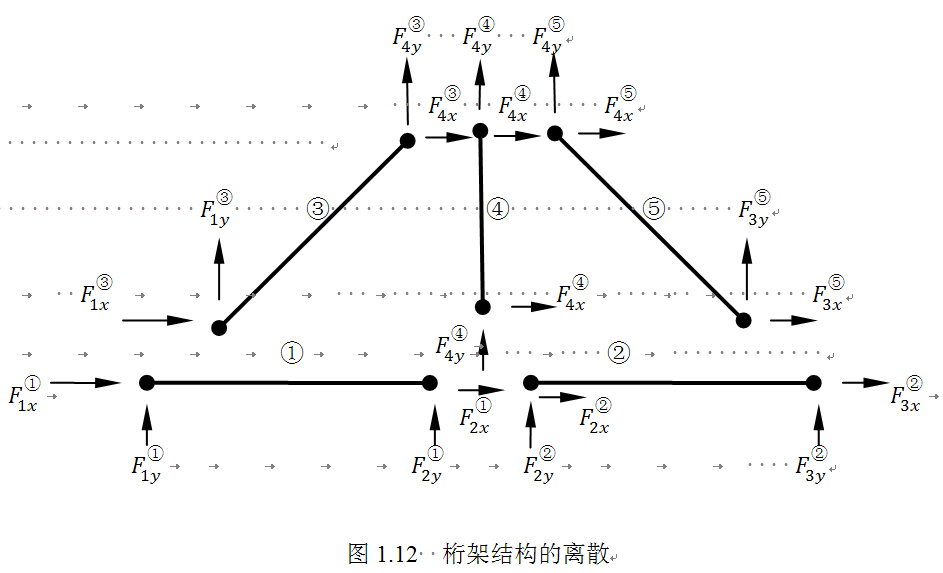 F4y③ F4y④ F4y⑤
F4x③ F4x④ F4x⑤
③ ④ ⑤
F1y③ F3y⑤
F1x③ F4x④ F3x⑤
F4y④
① ②
F1x① F2x① F2x② F3x②
F1y① F2y① F2y② F3y②
图 1.12 桁架结构的离散